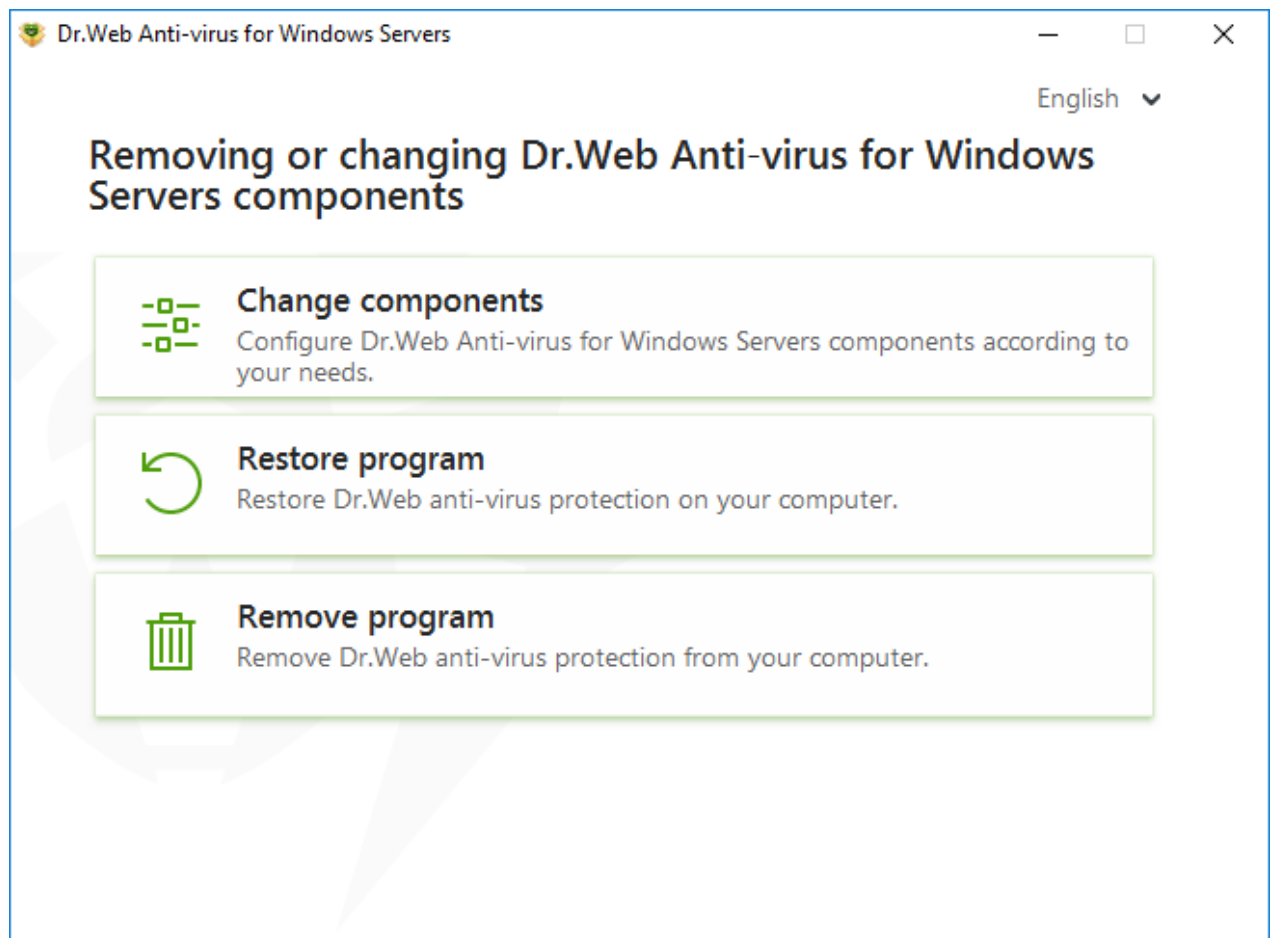 Dr.Web Anti-virus for Windows Servers
English
Removing or changing Dr.Web Anti-virus for Windows
Servers components
Change components
Configure Dr.Web Anti-virus for Windows Servers components according to
your needs.
Restore program
Restore Dr.Web anti-virus protection on your computer.
Remove program
Remove Dr.Web anti-virus protection from your computer.